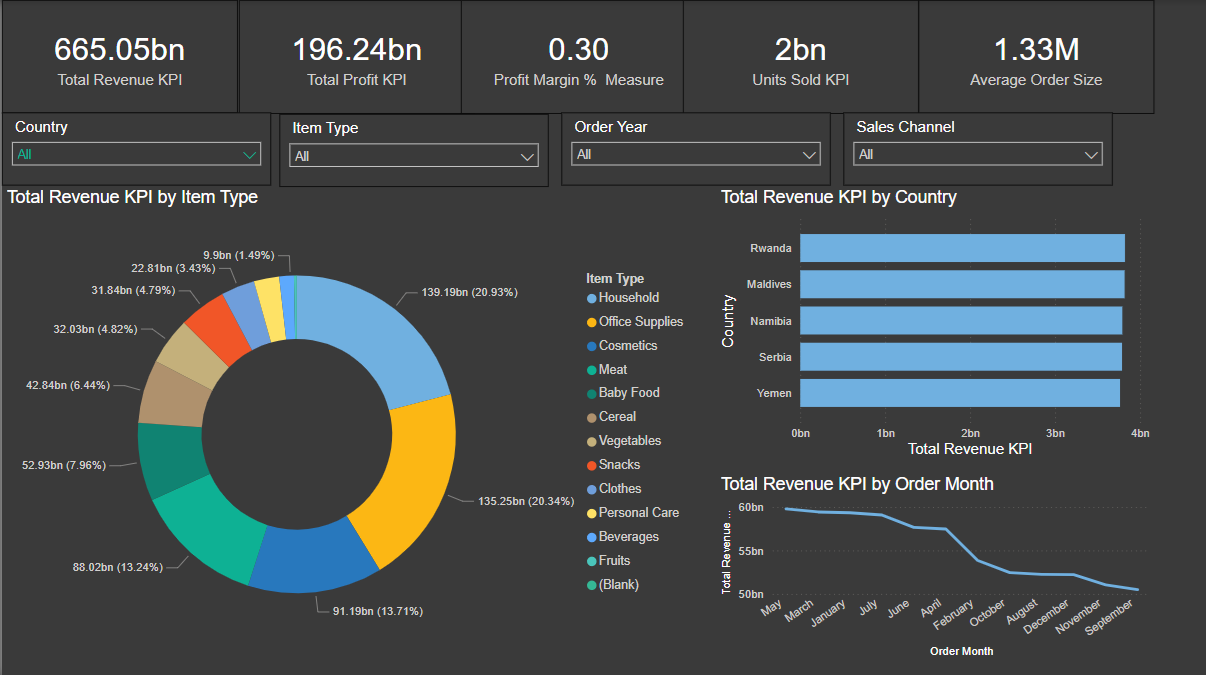 665.05bn
Total Revenue KPI
196.24bn
Total Profit KPI
0.30
Profit Margin %  Measure
2bn
Units Sold KPI
1.33M
Average Order Size
Country
All
Item Type
All
Order Year
All
Sales Channel
All
Total Revenue KPI by Item Type
9.9bn (1.49%)
22.81bn (3.43%)
31.84bn (4.79%)
32.03bn (4.82%)
42.84bn (6.44%)
52.93bn (7.96%)
88.02bn (13.24%)
91.19bn (13.71%)
135.25bn (20.34%)
139.19bn (20.93%)
Item Type
Household
Office Supplies
Cosmetics
Meat
Baby Food
Cereal
Vegetables
Snacks
Clothes
Personal Care
Beverages
Fruits
(Blank)
Total Revenue KPI by Country
Country
Rwanda
Maldives
Namibia
Serbia
Yemen
0bn 1bn 2bn 3bn 4bn
Total Revenue KPI
Total Revenue KPI by Order Month
Total Revenue ...
60bn
55bn
50bn
May March January July June April February October August December November September
Order Month